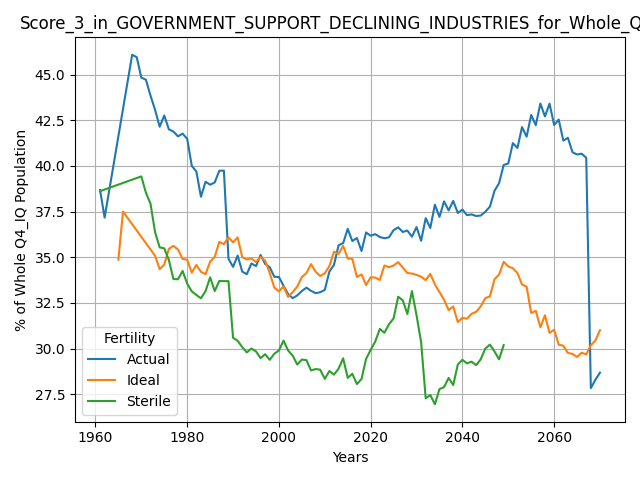 Score_3_in_GOVERNMENT_SUPPORT_DECLINING_INDUSTRIES_for_Whole_Q
45.0
42.5
40.0
37.5
35.0
32.5
30.0
27.5
% of Whole Q4_IQ Population
Fertility
Actual
Ideal
Sterile
1960 1980 2000 2020 2040 2060
Years